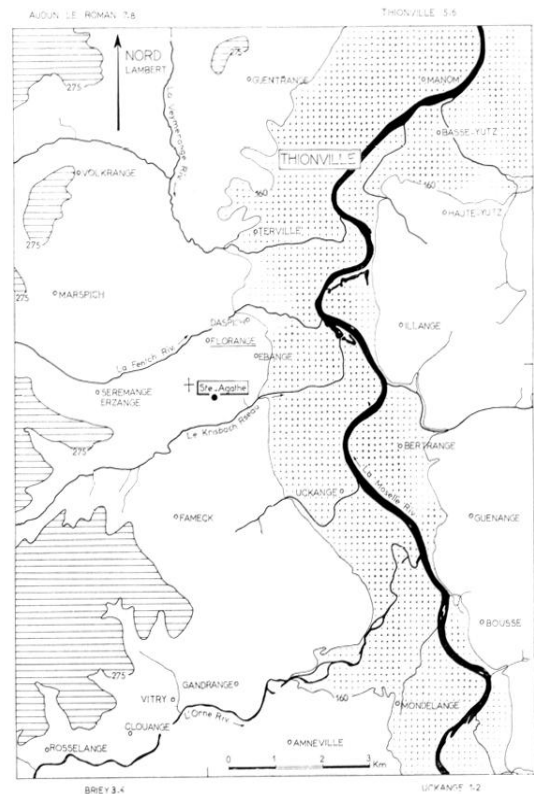 AUDUN LE ROMAN 7.8
THIONVILLE 5.6
NORD
LAMBERT
275
GUENTRANGE
MANOM
La Veymerange Riv.
BASSE-YUTZ
THIONVILLE
VOLKRANGE
160
160
HAUTE-YUTZ
TERVILLE
275
275
MARSPICH
DASPICH
ILLANGE
FLORANGE
La Fench Riv.
EBANGE
SEREMANGE
ERZANGE
Ste-Agathe
Le Krisbach Rseau
275
BERTRANGE
La Moselle Riv.
UCKANGE
FAMECK
GUENANGE
BOUSSE
275
GANDRANGE
VITRY
160
MONDELANGE
L'Orne Riv.
CLOUANGE
ROSSELANGE
AMNEVILLE
0 1 2 3
Km
BRIEY 3.4
UCKANGE 1.2